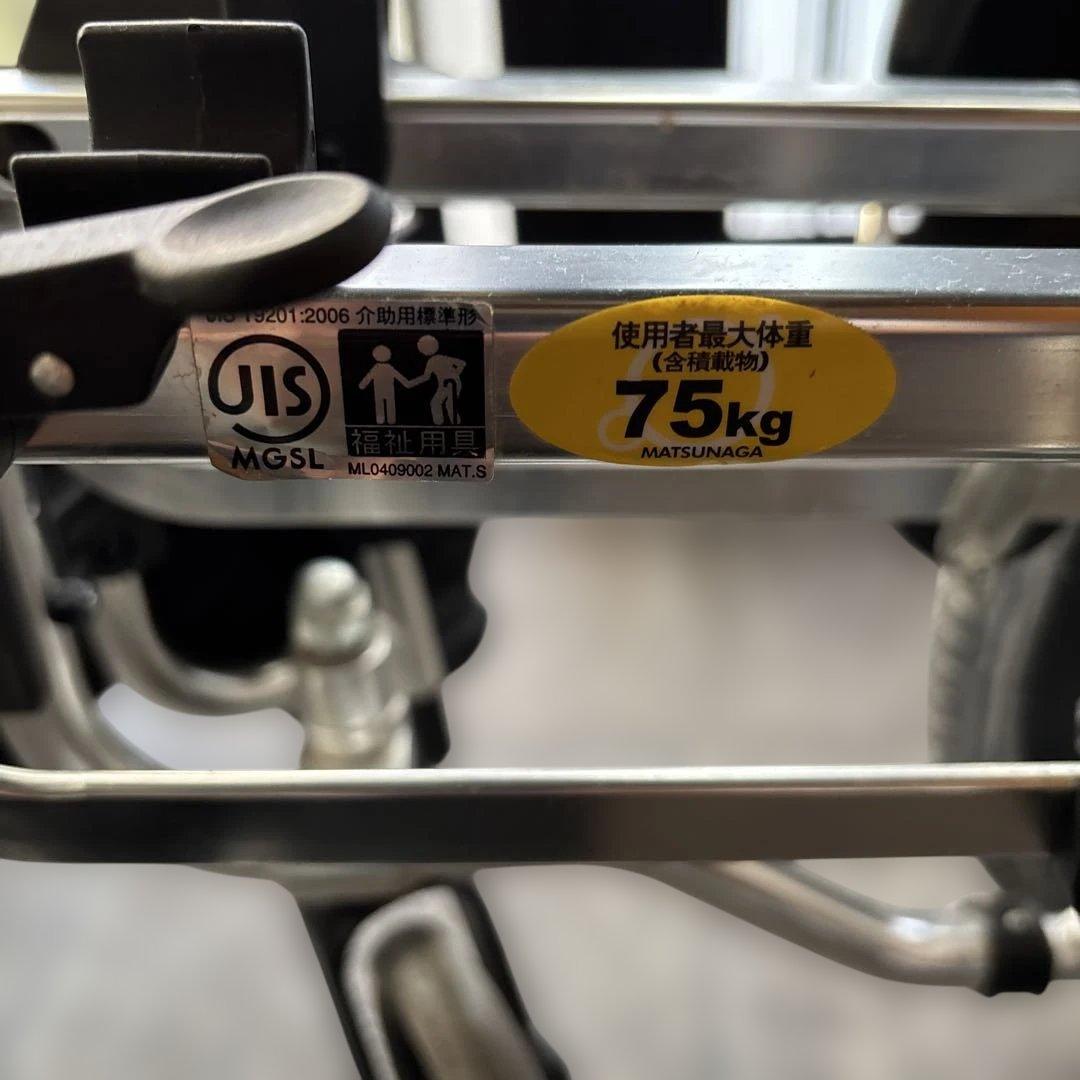 JIS T9201:2006 介助用標準形
JIS
MGSL
福祉用具
ML0409002 MAT.S
使用者最大体重
(含積載物)
75kg
MATSUNAGA